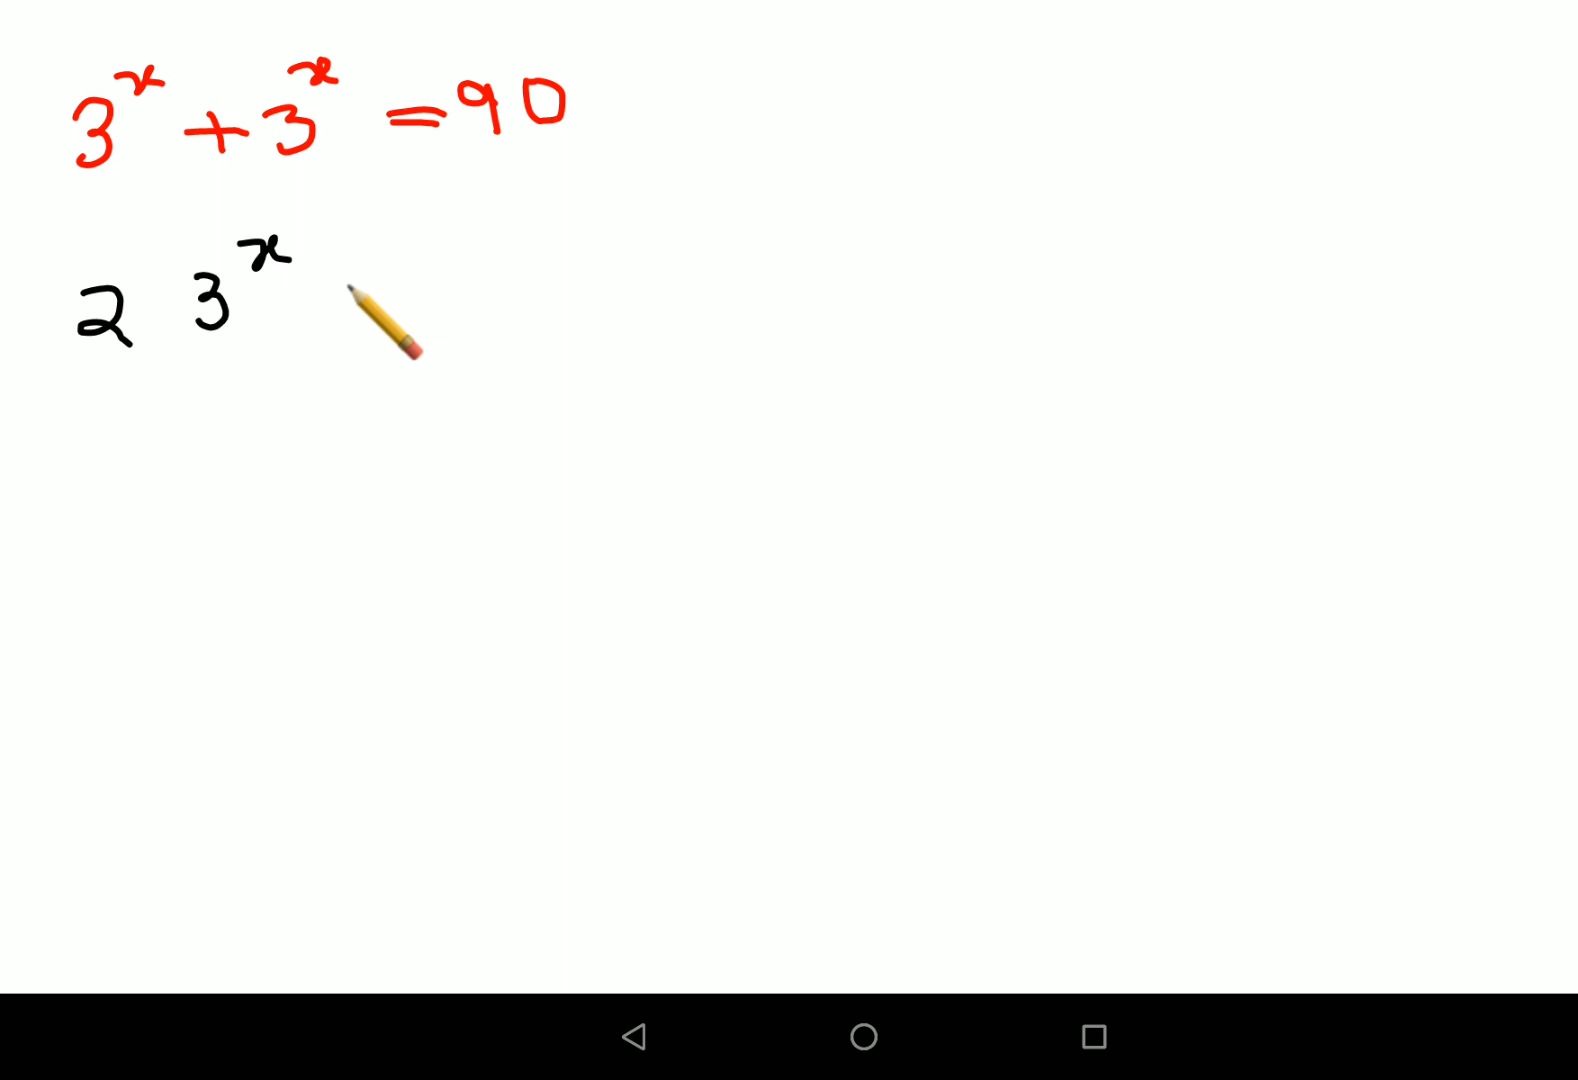 3^x + 3^x = 90
2 3^x